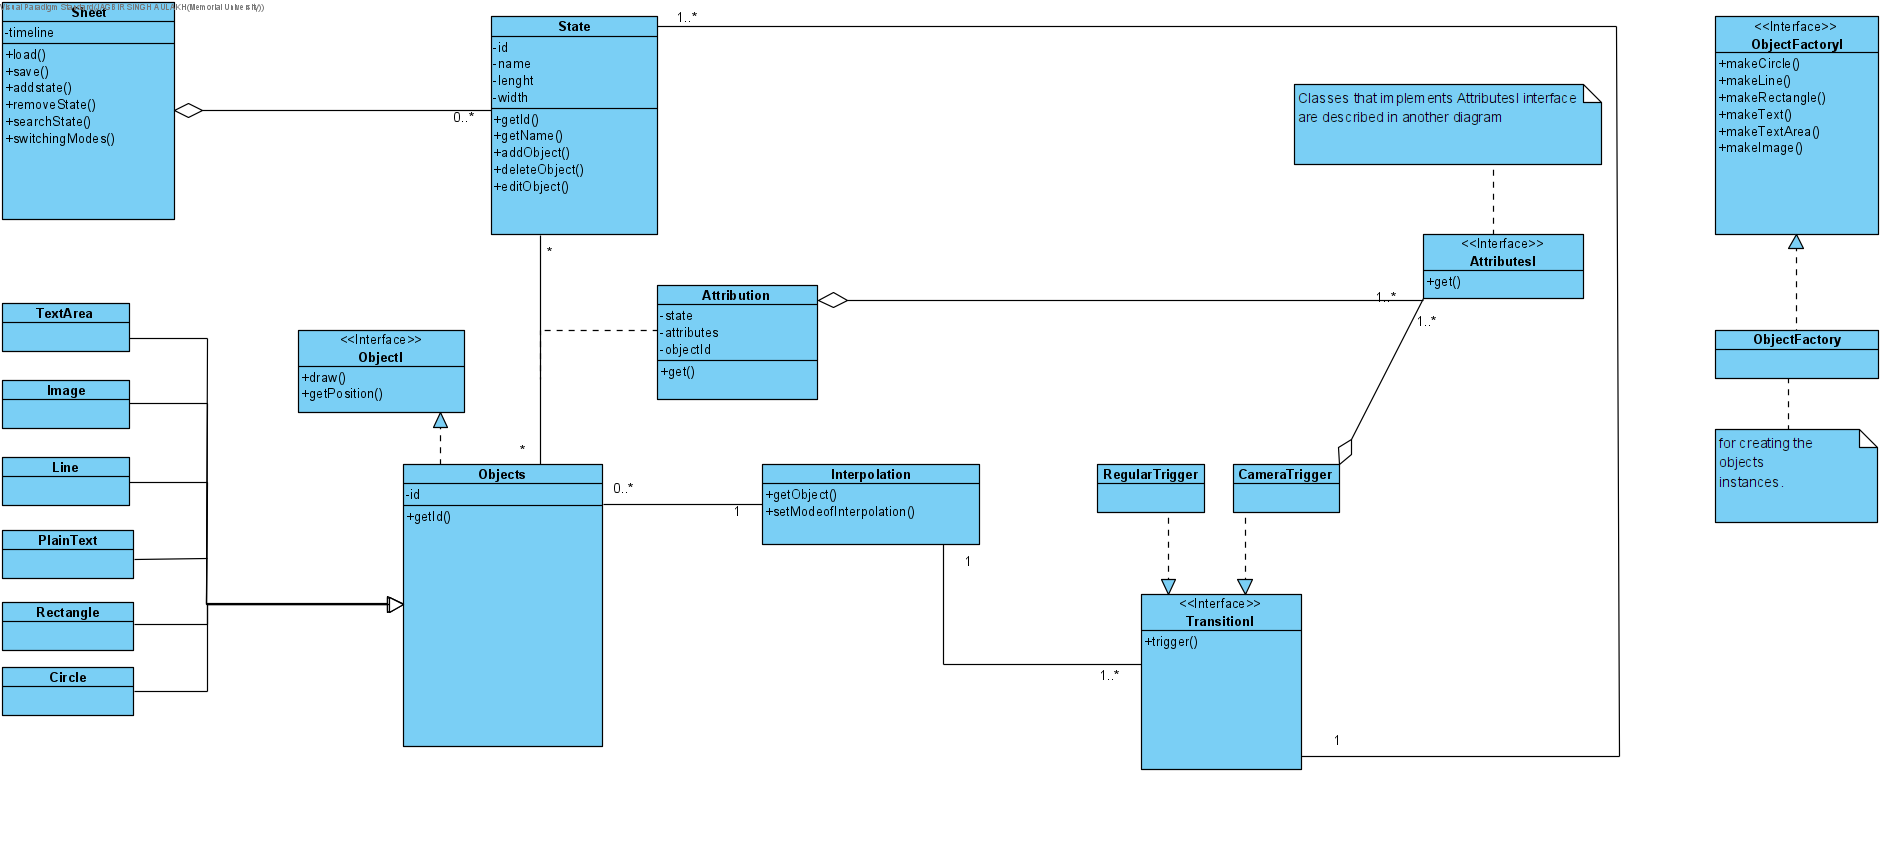 Visual Paradigm Standard(JAGBIR SINGH AULAKH(Memorial University))
Sheet
-timeline
+load()
+save()
+addstate()
+removeState()
+searchState()
+switchingModes()
0..*
State
-id
-name
-lenght
-width
+getId()
+getName()
+addObject()
+deleteObject()
+editObject()
1..*
*
Classes that implements AttributesI interface
are described in another diagram
<<Interface>>
ObjectFactoryI
+makeCircle()
+makeLine()
+makeRectangle()
+makeText()
+makeTextArea()
+makeImage()
<<Interface>>
AttributesI
+get()
1..*
1..*
Attribution
-state
-attributes
-objectId
+get()
<<Interface>>
ObjectI
+draw()
+getPosition()
ObjectFactory
for creating the
objects
instances.
TextArea
Image
Line
PlainText
Rectangle
Circle
*
Objects
-id
+getId()
0..*
1
Interpolation
+getObject()
+setModeofInterpolation()
1
RegularTrigger
CameraTrigger
<<Interface>>
TransitionI
+trigger()
1..*
1